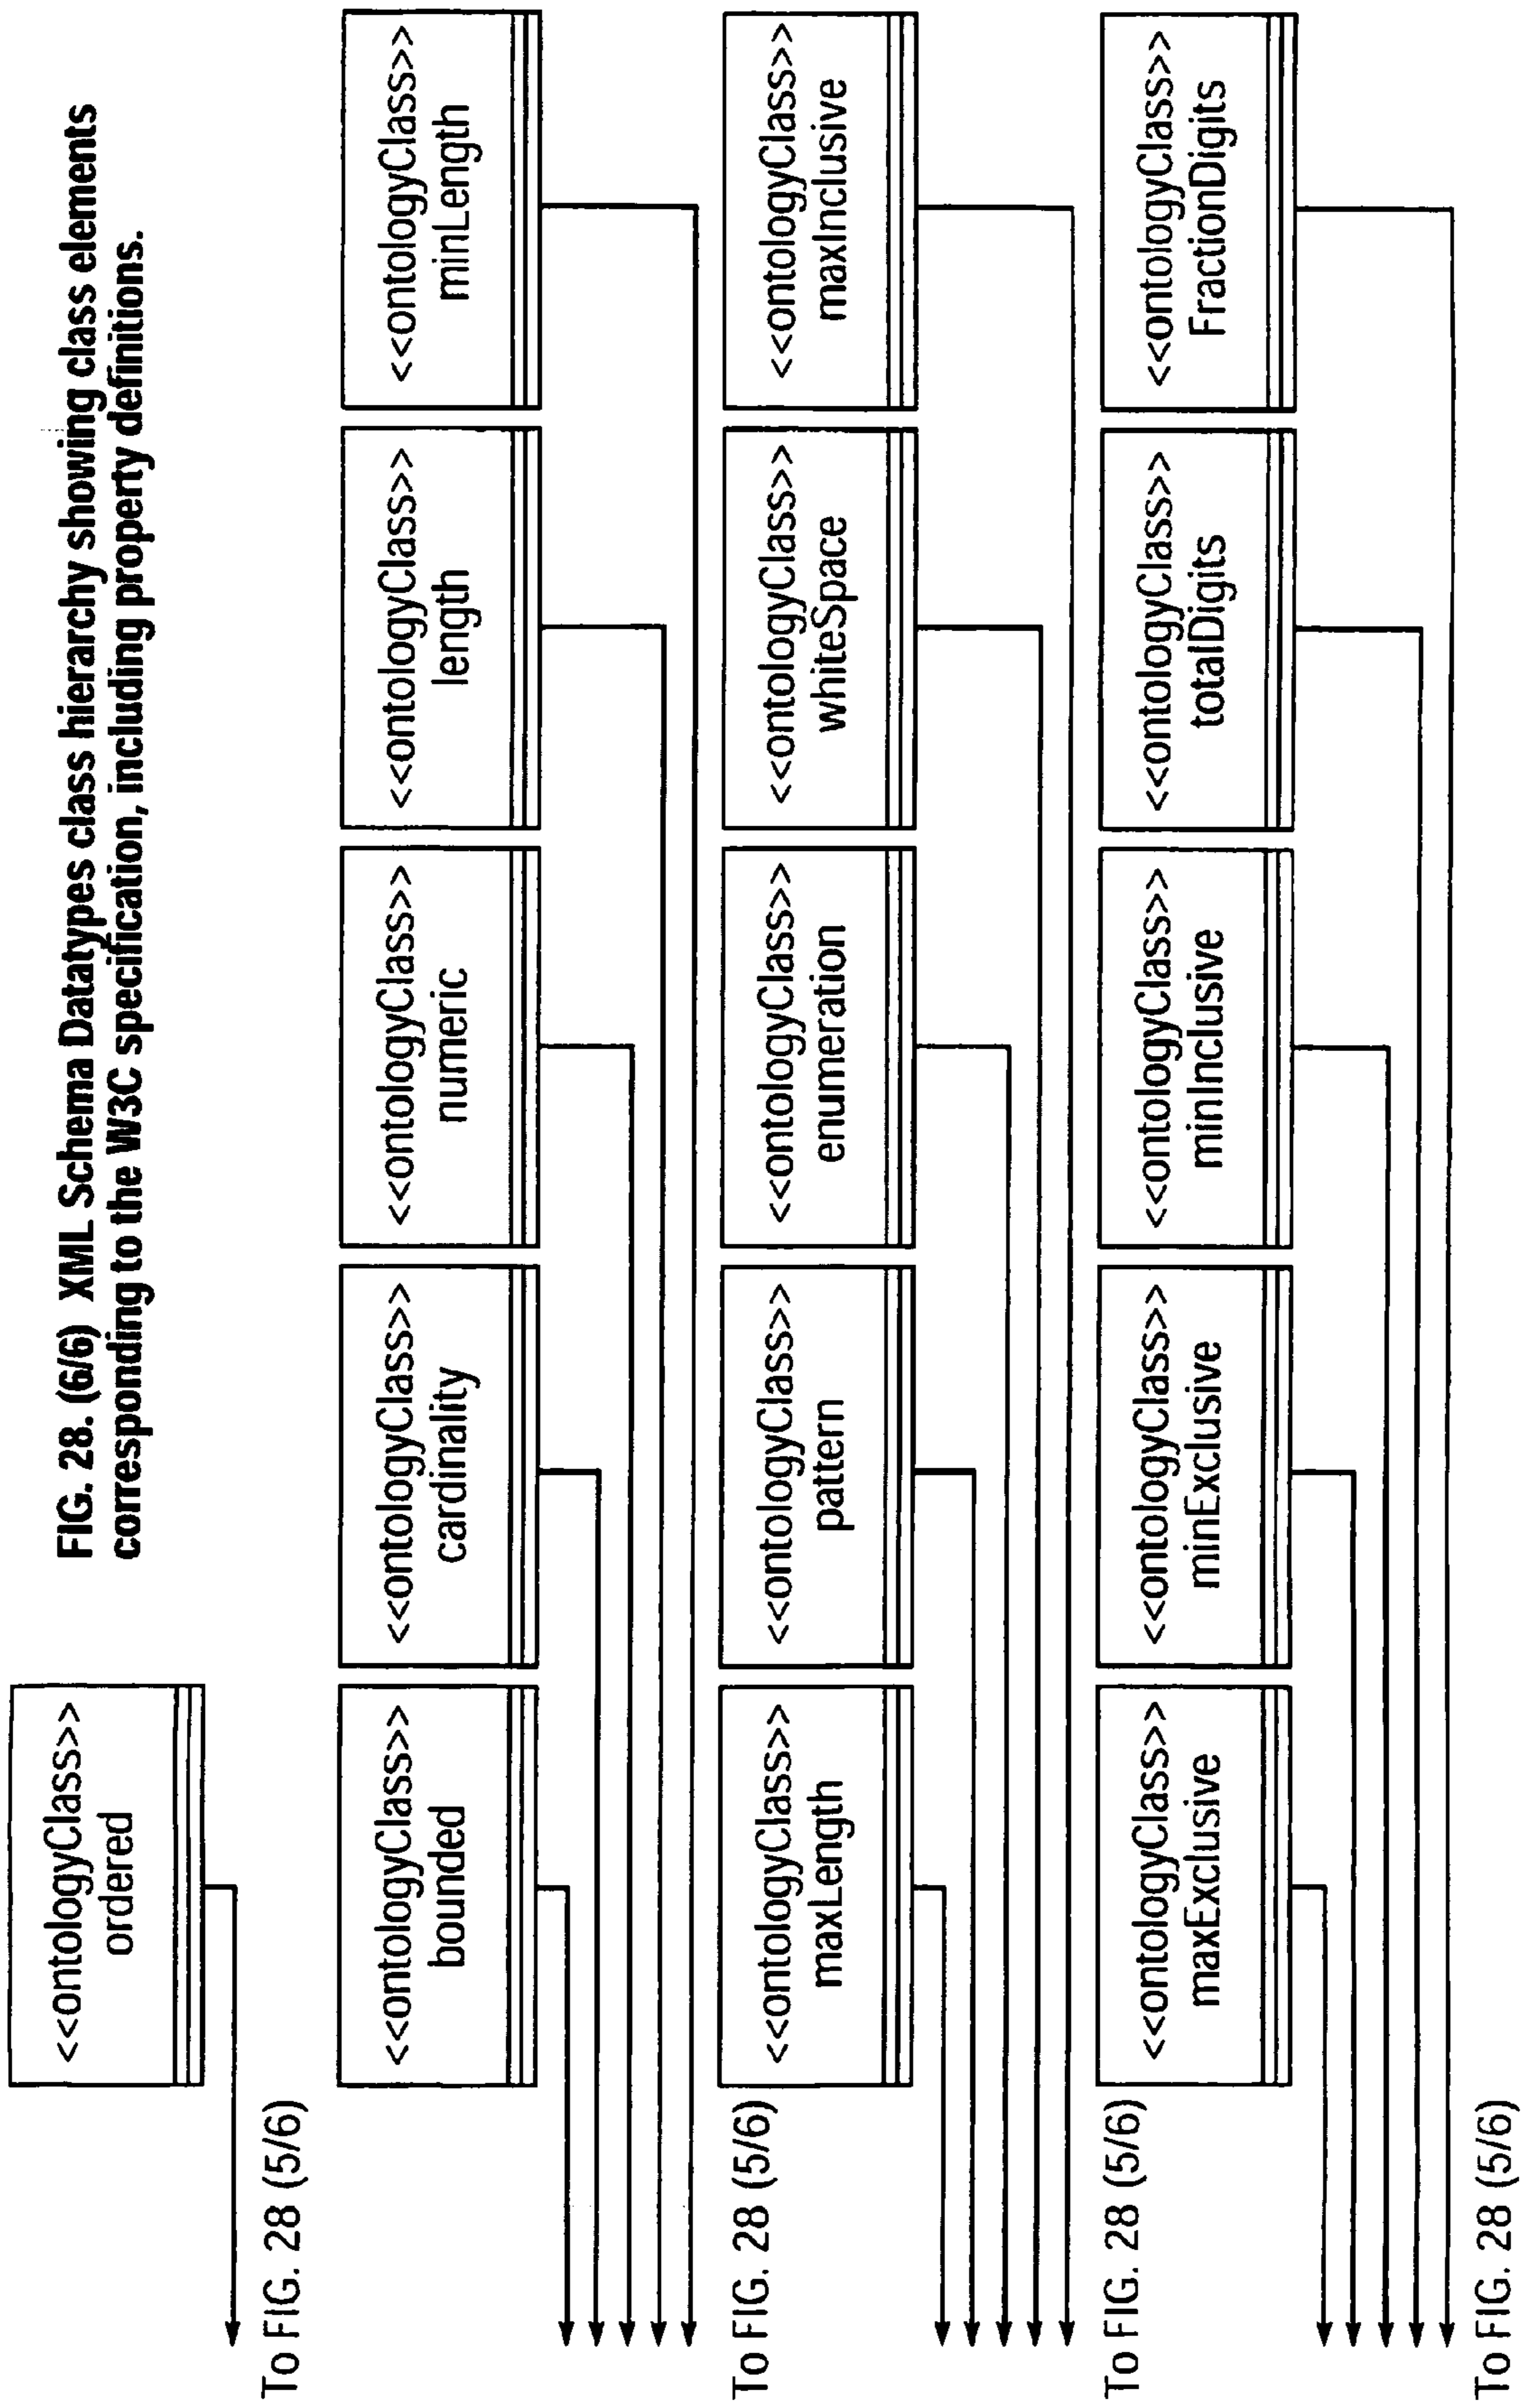 <<ontologyClass>>
ordered
FIG. 28. (6/6) XML Schema Datatypes class hierarchy showing class elements
corresponding to the W3C specification, including property definitions.
To FIG. 28 (5/6)
<<ontologyClass>>
bounded
<<ontologyClass>>
cardinality
<<ontologyClass>>
numeric
<<ontologyClass>>
length
<<ontologyClass>>
minLength
To FIG. 28 (5/6)
<<ontologyClass>>
maxLength
<<ontologyClass>>
pattern
<<ontologyClass>>
enumeration
<<ontologyClass>>
whiteSpace
<<ontologyClass>>
maxInclusive
To FIG. 28 (5/6)
<<ontologyClass>>
maxExclusive
<<ontologyClass>>
minExclusive
<<ontologyClass>>
minInclusive
<<ontologyClass>>
totalDigits
<<ontologyClass>>
FractionDigits
To FIG. 28 (5/6)